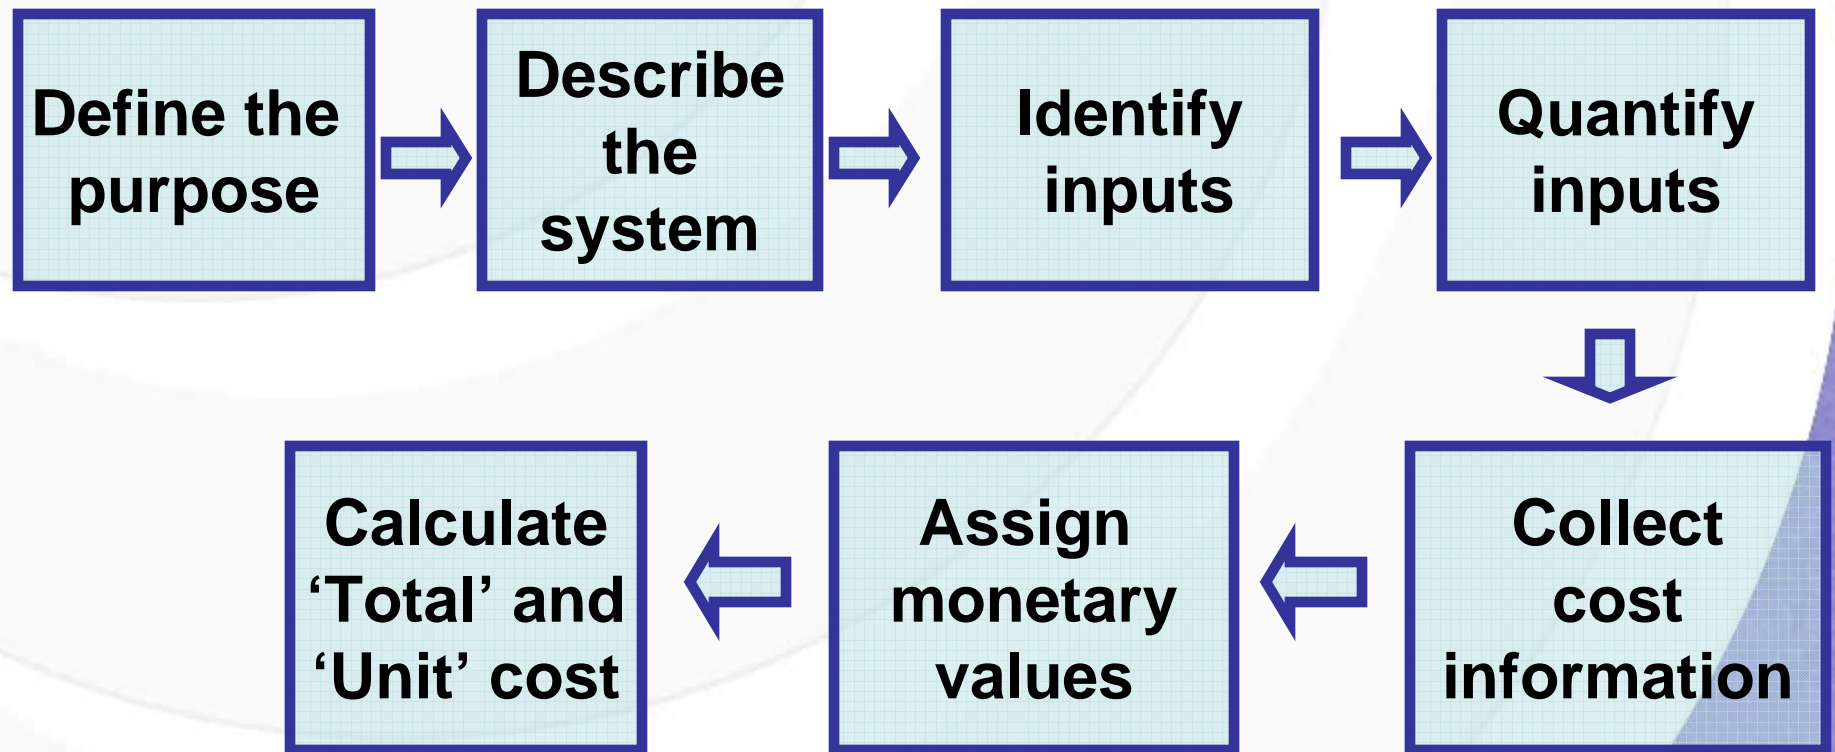 Define the
purpose
Describe
the
system
Identify
inputs
Quantify
inputs
Collect
cost
information
Assign
monetary
values
Calculate
‘Total’ and
‘Unit’ cost